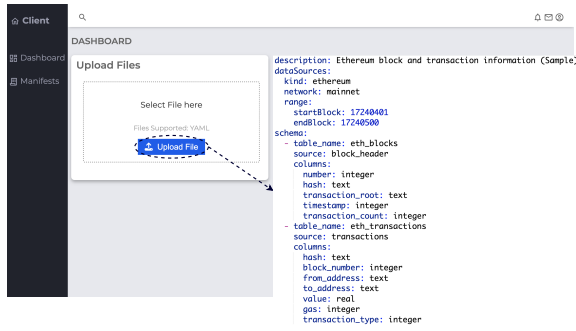 Client
Dashboard
Manifests
DASHBOARD
Upload Files
Select File here
Files Supported: YAML
Upload File
description: Ethereum block and transaction information (Sample)
dataSources:
  kind: ethereum
  network: mainnet
  range:
    startBlock: 17240401
    endBlock: 17240500
schema:
  - table_name: eth_blocks
    source: block_header
    columns:
      number: integer
      hash: text
      transaction_root: text
      timestamp: integer
      transaction_count: integer
  - table_name: eth_transactions
    source: transactions
    columns:
      hash: text
      block_number: integer
      from_address: text
      to_address: text
      value: real
      gas: integer
      transaction_type: integer